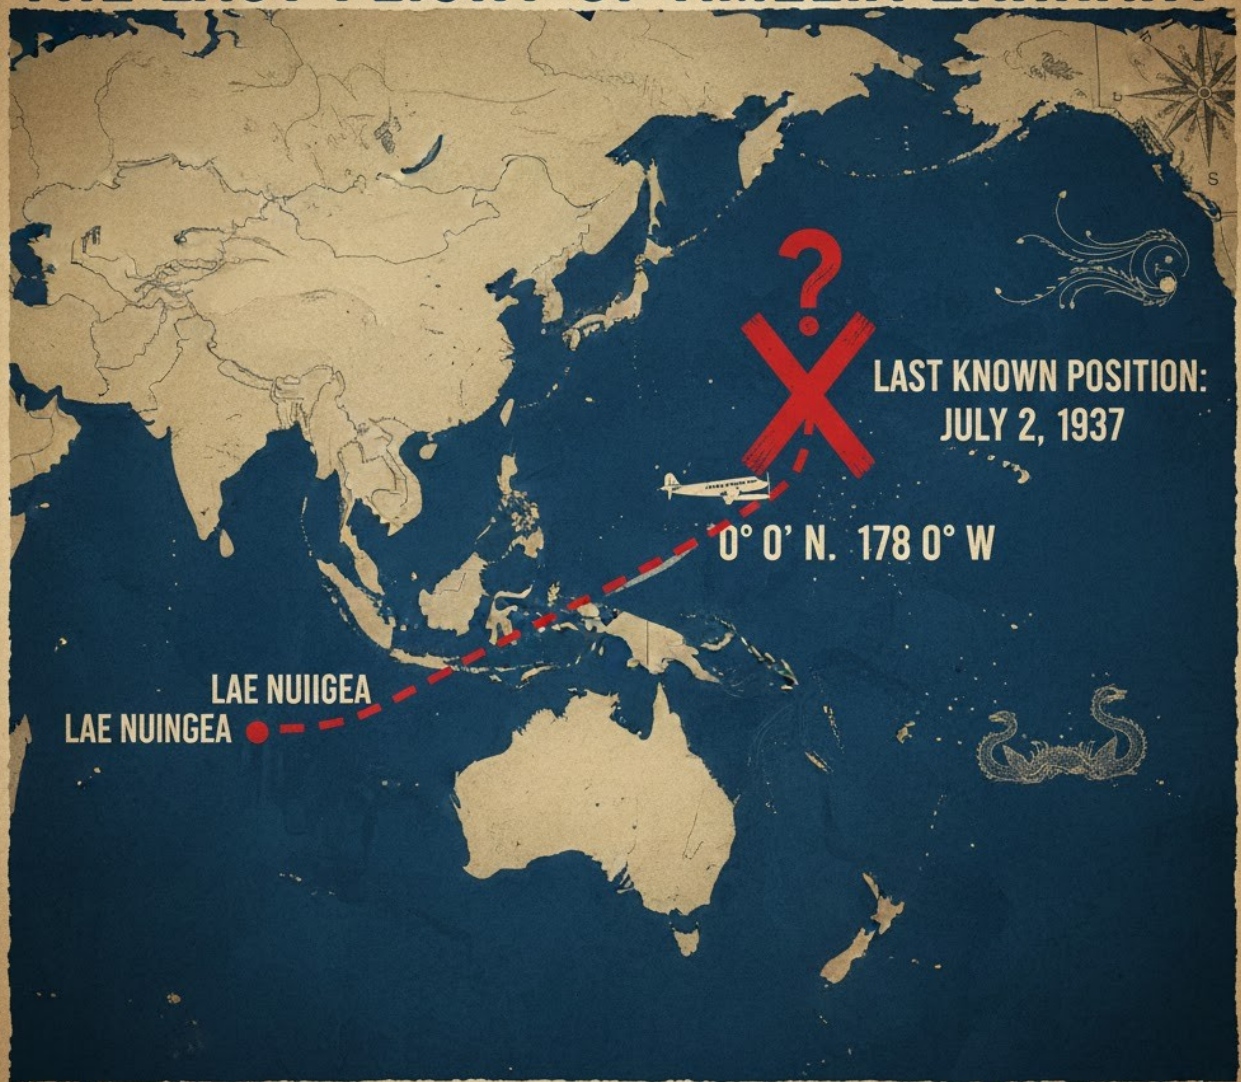 LAST KNOWN POSITION:
JULY 2, 1937
0° 0' N. 178 0° W
LAE NUIIGEA
LAE NUINGEA
S